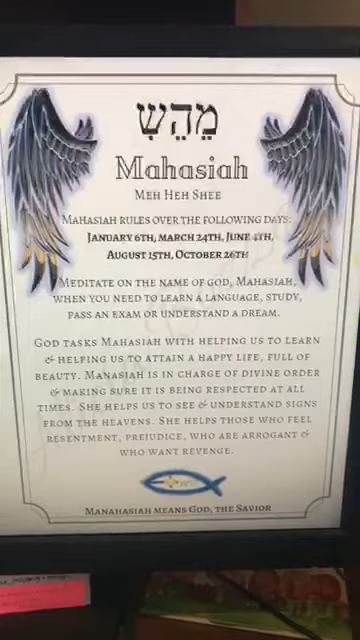 מֵהֵשִׁ
Mahasiah
Meh Heh Shee
Mahasiah rules over the following days:
January 6th, March 24th, June 4th,
August 15th, October 26th
Meditate on the name of God, Mahasiah,
when you need to learn a language, study,
pass an exam or understand a dream.
God tasks Mahasiah with helping us to learn
& helping us to attain a happy life, full of
beauty. Manasiah is in charge of divine order
& making sure it is being respected at all
times. She helps us to see & understand signs
from the heavens. She helps those who feel
resentment, prejudice, who are arrogant &
who want revenge.
Manahasiah means God, the Savior